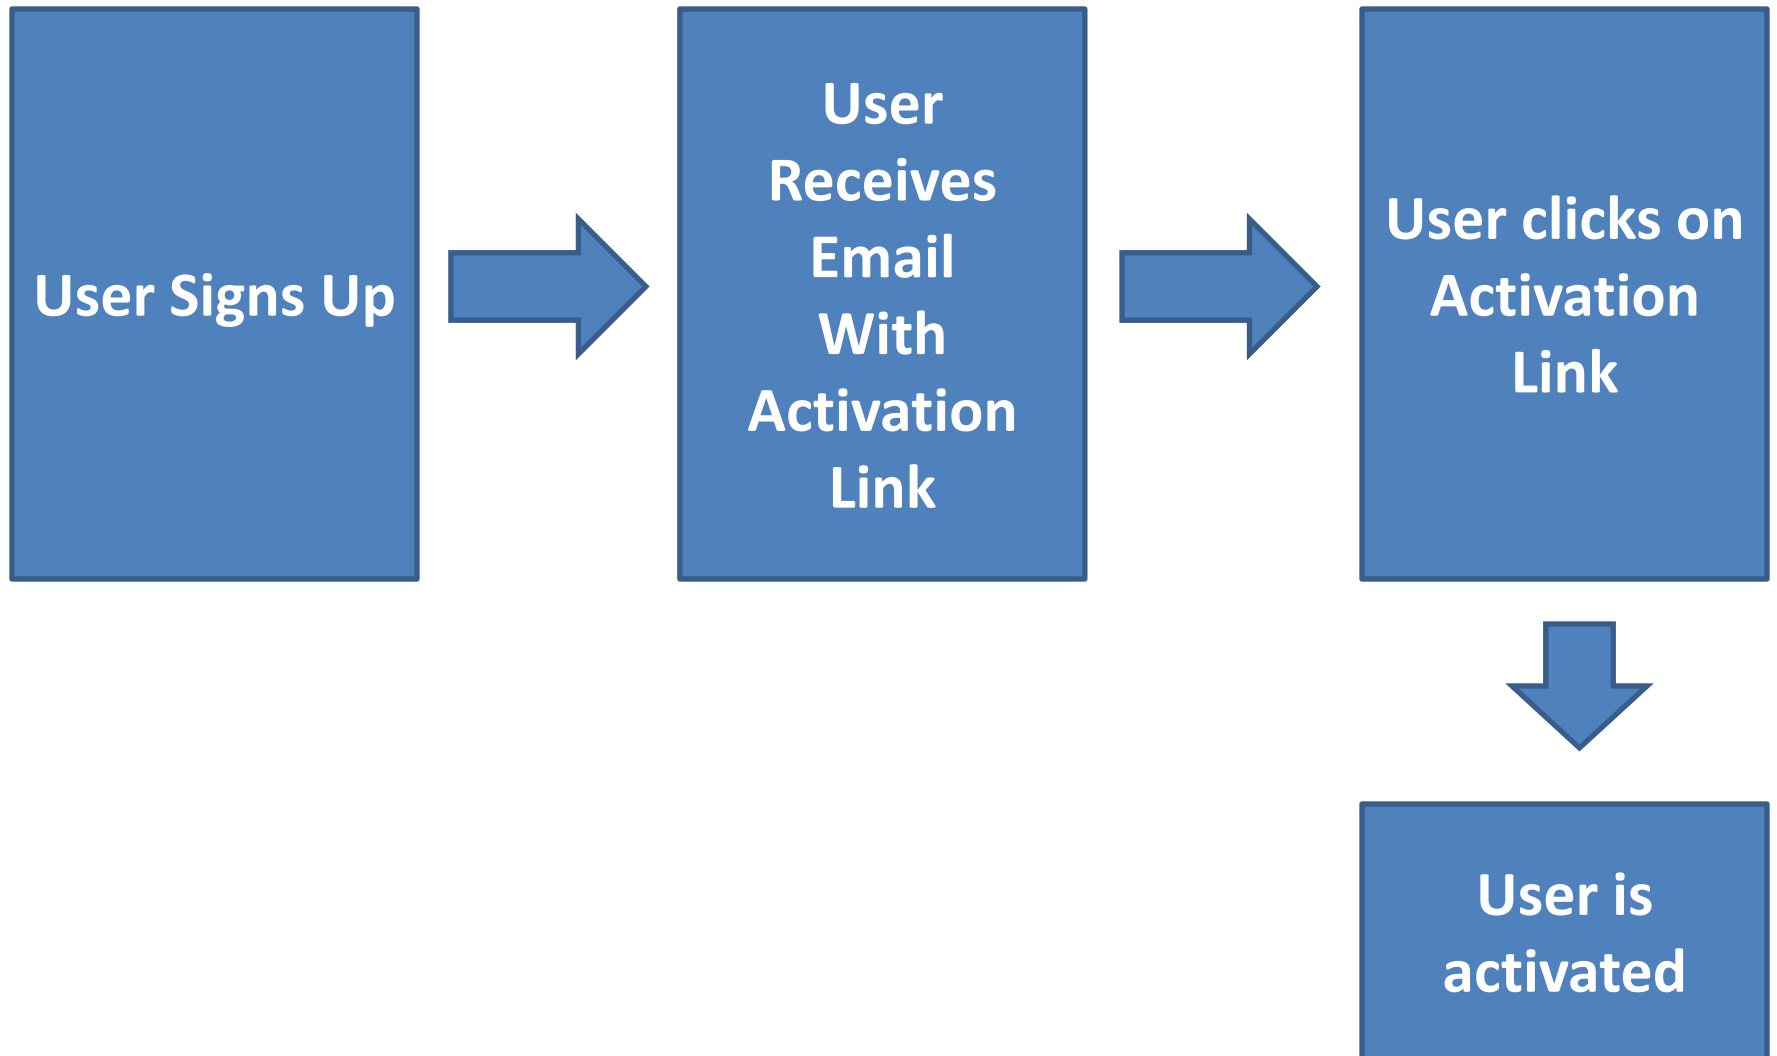 User Signs Up
User
Receives
Email
With
Activation
Link
User clicks on
Activation
Link
User is
activated